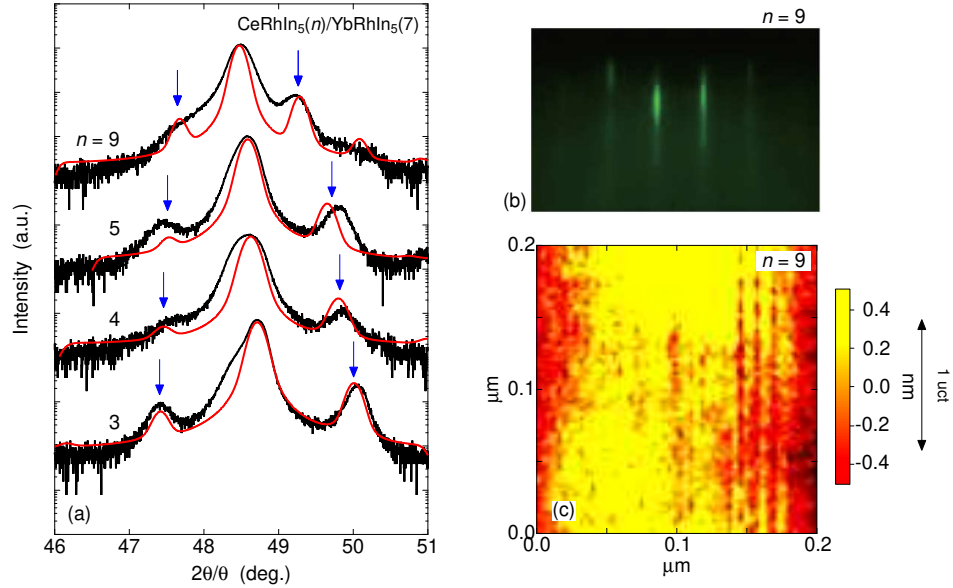 CeRhIn₅(n)/YbRhIn₅(7)
n = 9
5
4
3
(a)
Intensity (a.u.)
46 47 48 49 50 51
2θ/θ (deg.)
n = 9
(b)
n = 9
(c)
0.2
0.1
0.0
μm
0.0 0.1 0.2
μm
0.4
0.2
0.0
-0.2
-0.4
nm
1 uct